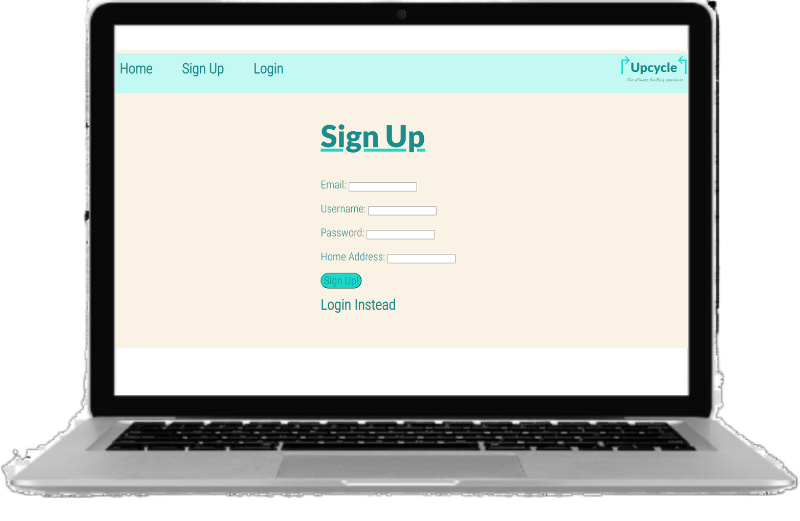 Home Sign Up Login
Upcycle
The ultimate thrifting experience
Sign Up
Email:
Username:
Password:
Home Address:
Sign Up!
Login Instead